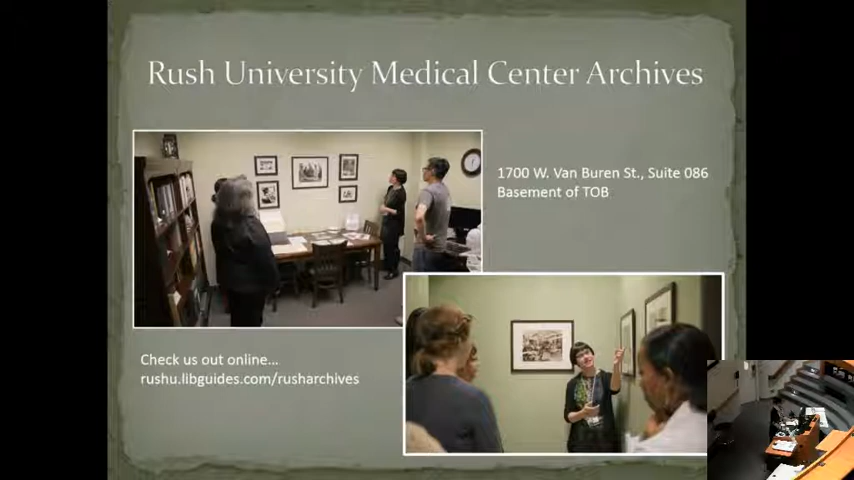 Rush University Medical Center Archives
1700 W. Van Buren St., Suite 086
Basement of TOB
Check us out online...
rushu.libguides.com/rusharchives